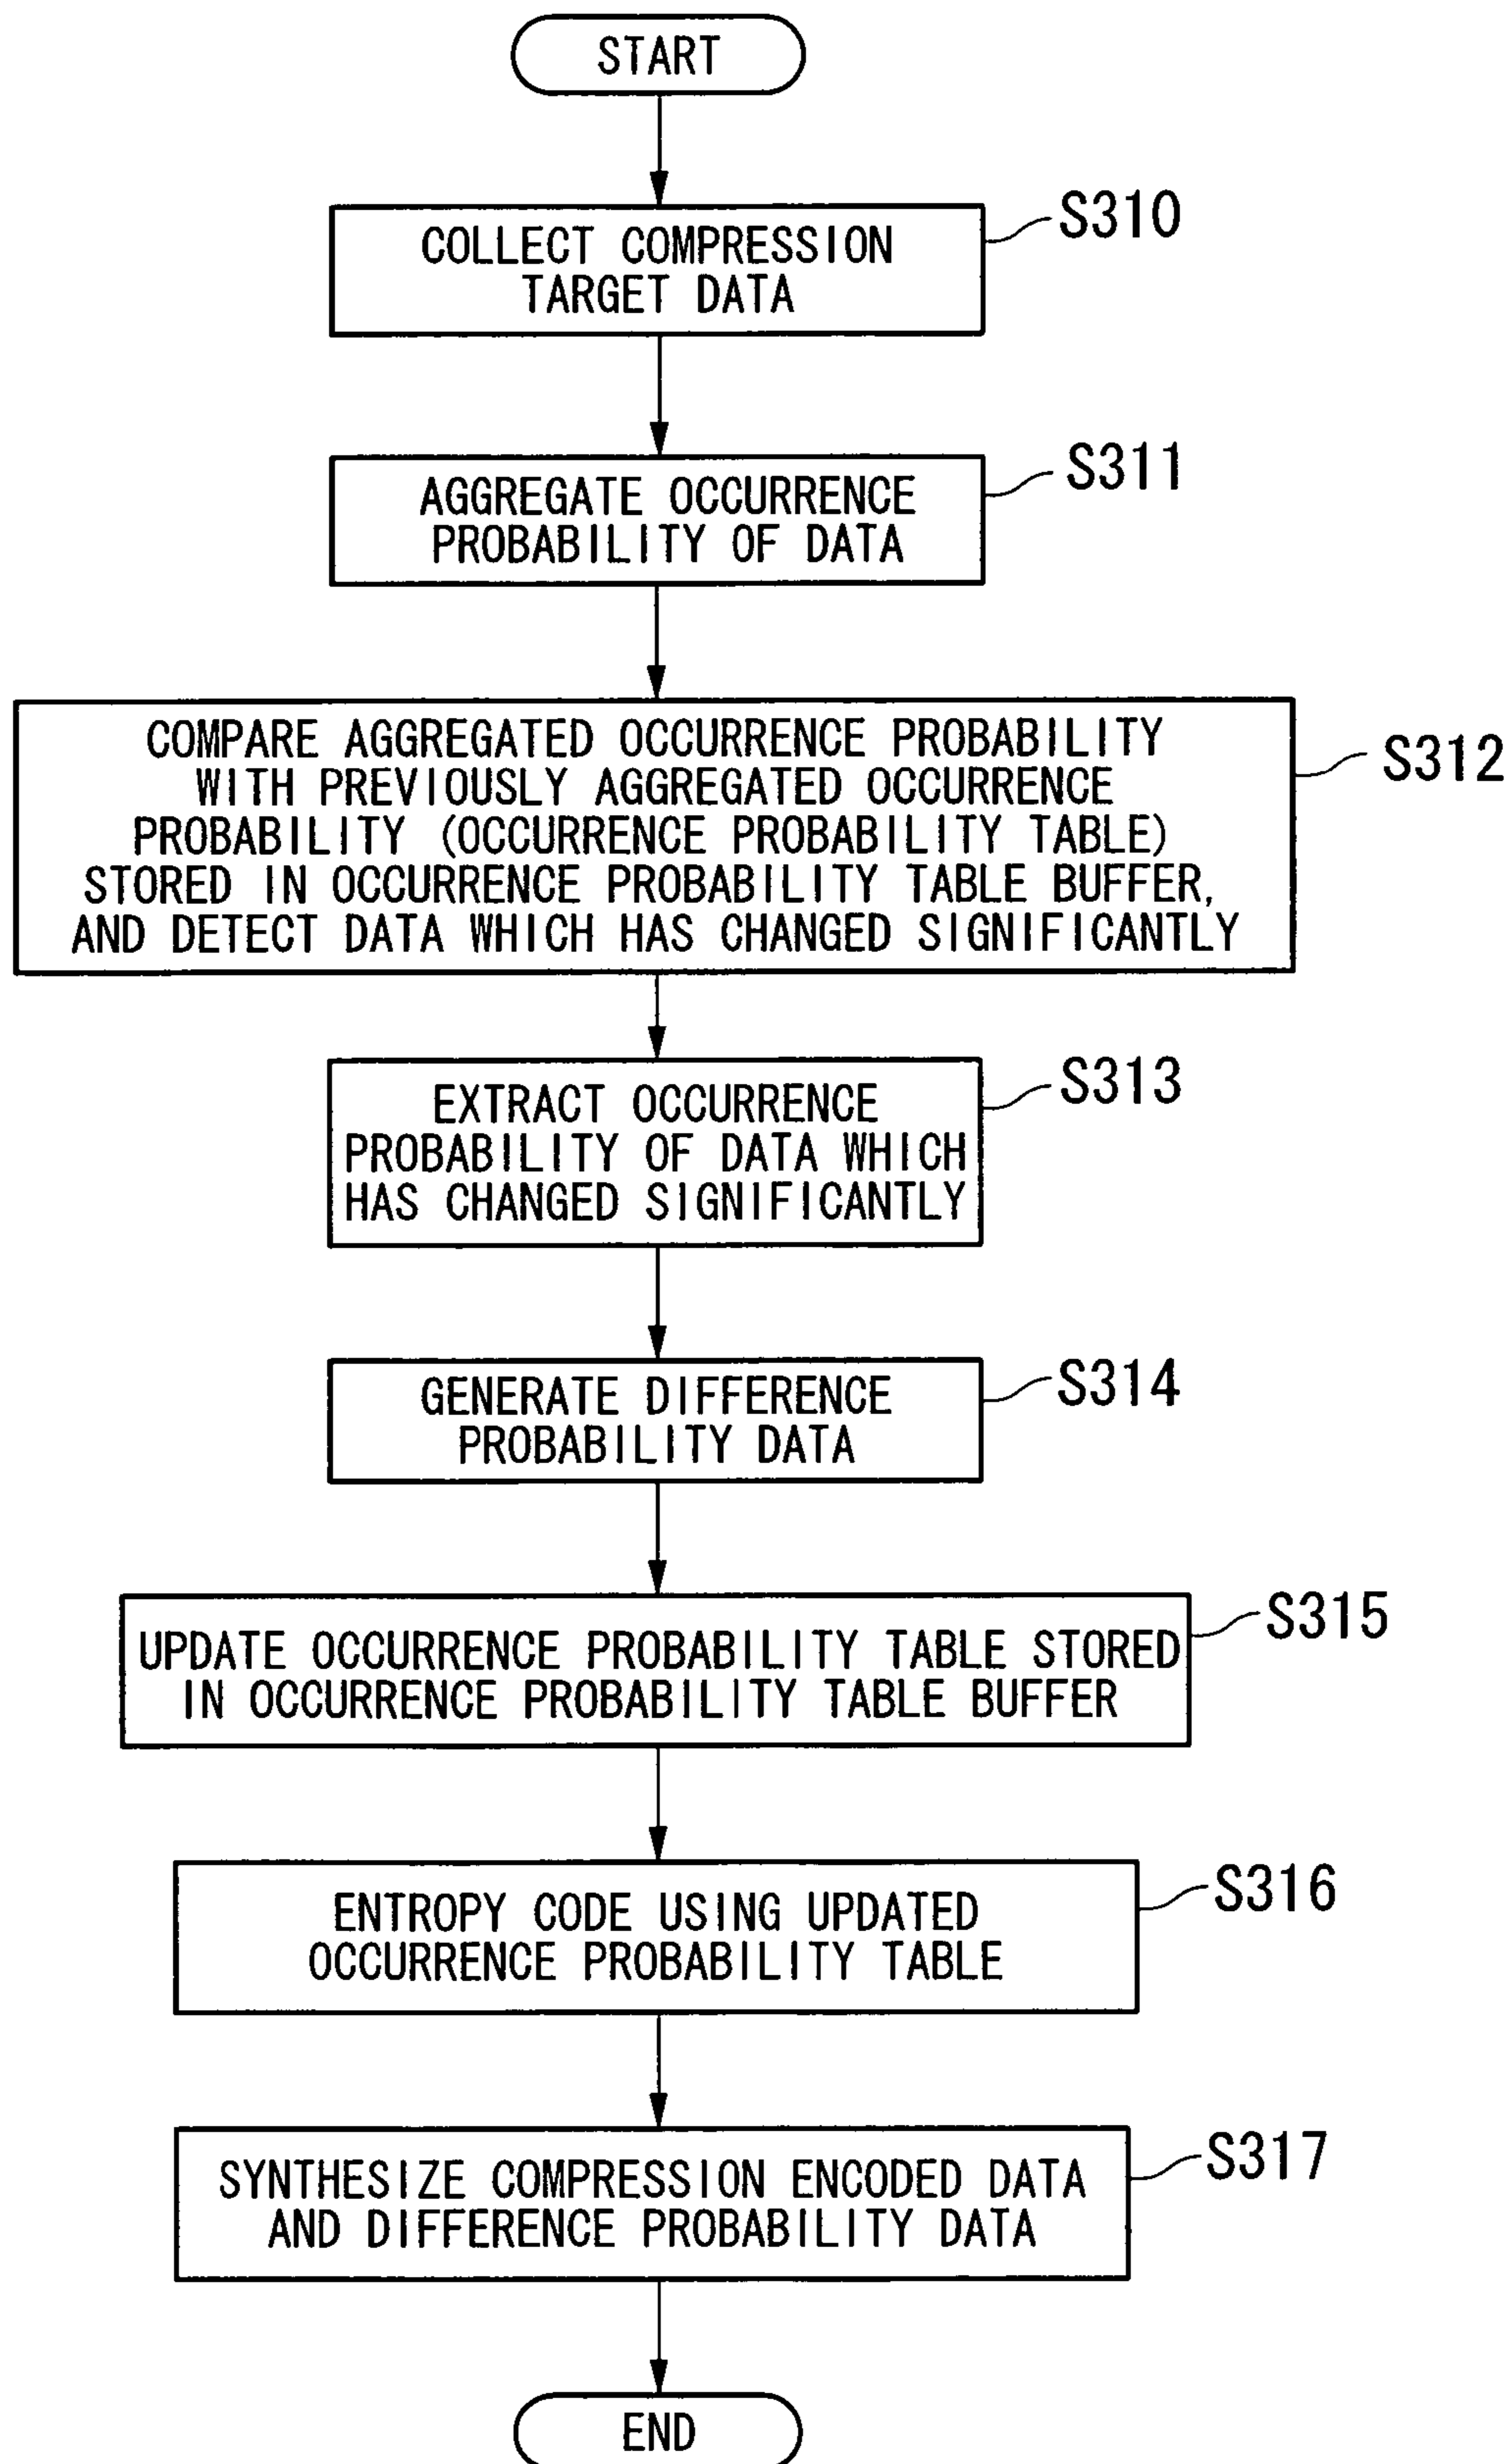 START
S310
COLLECT COMPRESSION
TARGET DATA
S311
AGGREGATE OCCURRENCE
PROBABILITY OF DATA
S312
COMPARE AGGREGATED OCCURRENCE PROBABILITY
WITH PREVIOUSLY AGGREGATED OCCURRENCE
PROBABILITY (OCCURRENCE PROBABILITY TABLE)
STORED IN OCCURRENCE PROBABILITY TABLE BUFFER,
AND DETECT DATA WHICH HAS CHANGED SIGNIFICANTLY
S313
EXTRACT OCCURRENCE
PROBABILITY OF DATA WHICH
HAS CHANGED SIGNIFICANTLY
S314
GENERATE DIFFERENCE
PROBABILITY DATA
S315
UPDATE OCCURRENCE PROBABILITY TABLE STORED
IN OCCURRENCE PROBABILITY TABLE BUFFER
S316
ENTROPY CODE USING UPDATED
OCCURRENCE PROBABILITY TABLE
S317
SYNTHESIZE COMPRESSION ENCODED DATA
AND DIFFERENCE PROBABILITY DATA
END